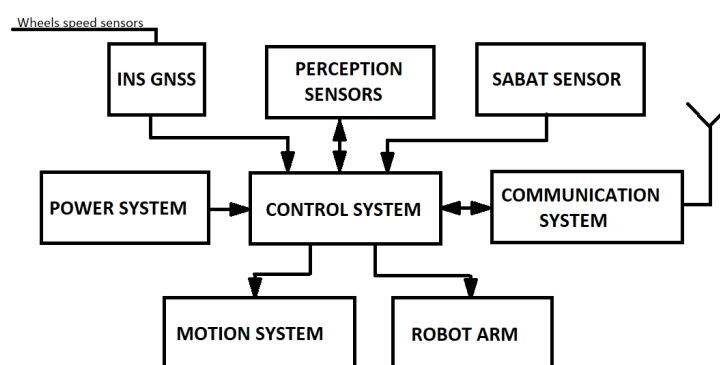 Wheels speed sensors
INS GNSS
PERCEPTION
SENSORS
SABAT SENSOR
POWER SYSTEM
CONTROL SYSTEM
COMMUNICATION
SYSTEM
MOTION SYSTEM
ROBOT ARM